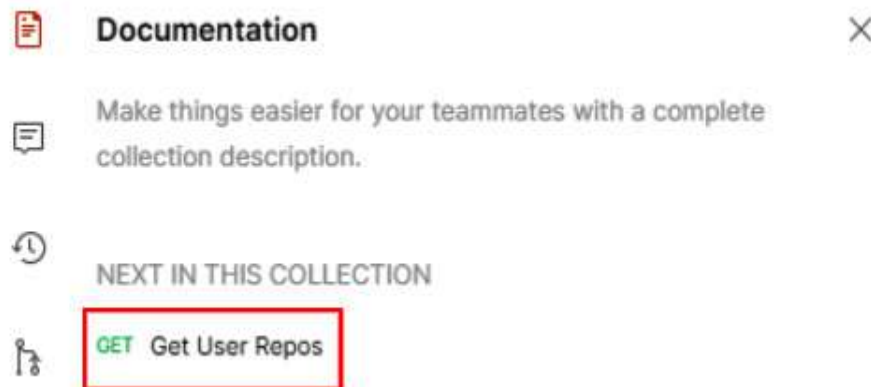 Documentation
Make things easier for your teammates with a complete
collection description.
NEXT IN THIS COLLECTION
GET Get User Repos